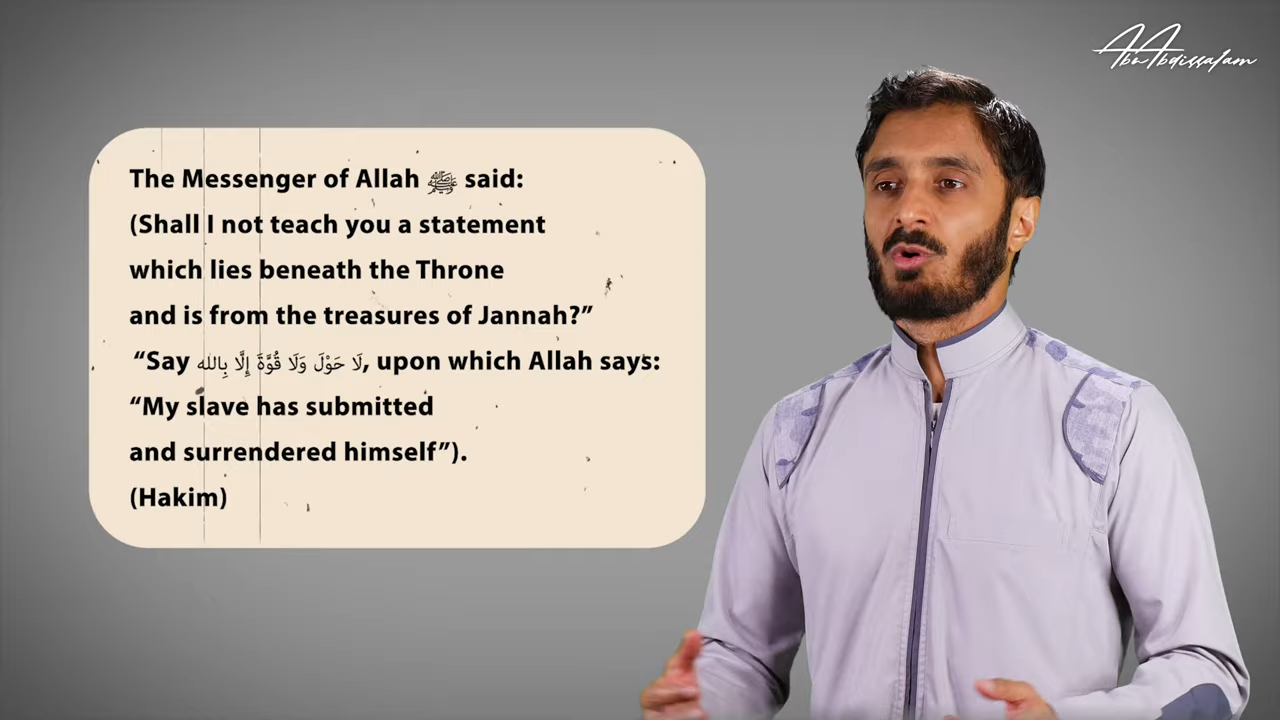 AbuAbdissalam
The Messenger of Allah ﷺ said:
(Shall I not teach you a statement
which lies beneath the Throne
and is from the treasures of Jannah?”
“Say لَا حَوْلَ وَلَا قُوَّةَ إِلَّا بِالله, upon which Allah says:
“My slave has submitted
and surrendered himself”).
(Hakim)